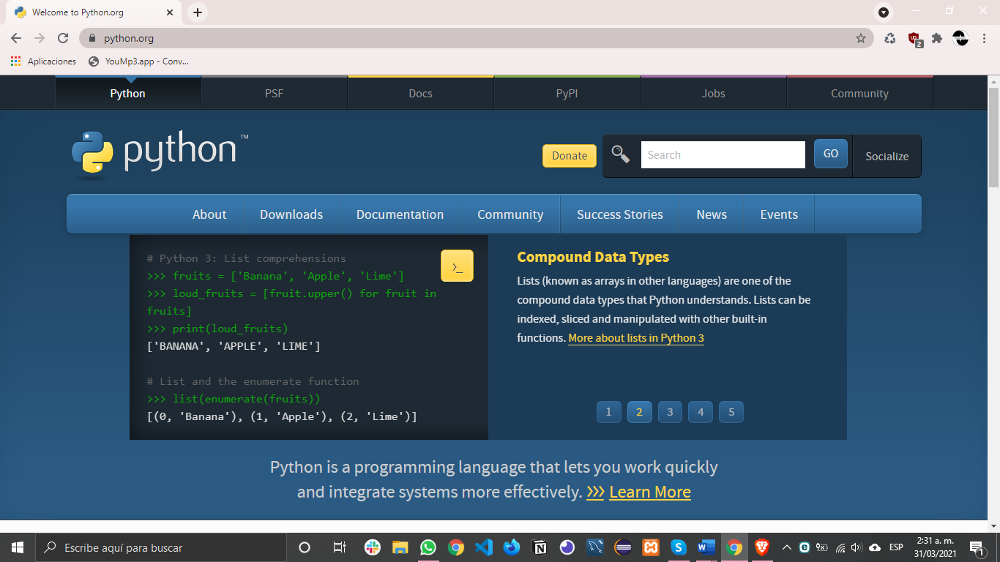 Welcome to Python.org
python.org
2
Aplicaciones
YouMp3.app - Conv...
Python
PSF
Docs
PyPI
Jobs
Community
python™
Donate
Search
GO
Socialize
About
Downloads
Documentation
Community
Success Stories
News
Events
# Python 3: List comprehensions
>>> fruits = ['Banana', 'Apple', 'Lime']
>>> loud_fruits = [fruit.upper() for fruit in
fruits]
>>> print(loud_fruits)
['BANANA', 'APPLE', 'LIME']
# List and the enumerate function
>>> list(enumerate(fruits))
[(0, 'Banana'), (1, 'Apple'), (2, 'Lime')]
>_
Compound Data Types
Lists (known as arrays in other languages) are one of the
compound data types that Python understands. Lists can be
indexed, sliced and manipulated with other built-in
functions. More about lists in Python 3
1
2
3
4
5
Python is a programming language that lets you work quickly
and integrate systems more effectively. >>> Learn More
Escribe aquí para buscar
ESP
2:31 a. m.
31/03/2021
1